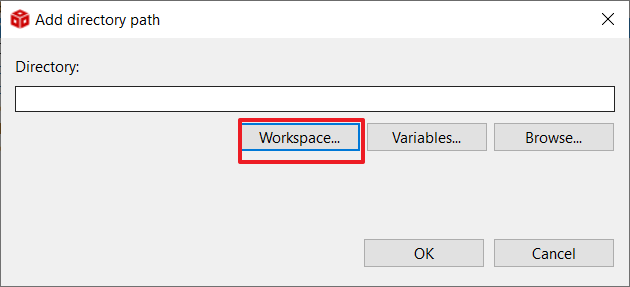 Add directory path
Directory:
Workspace... Variables... Browse...
OK Cancel